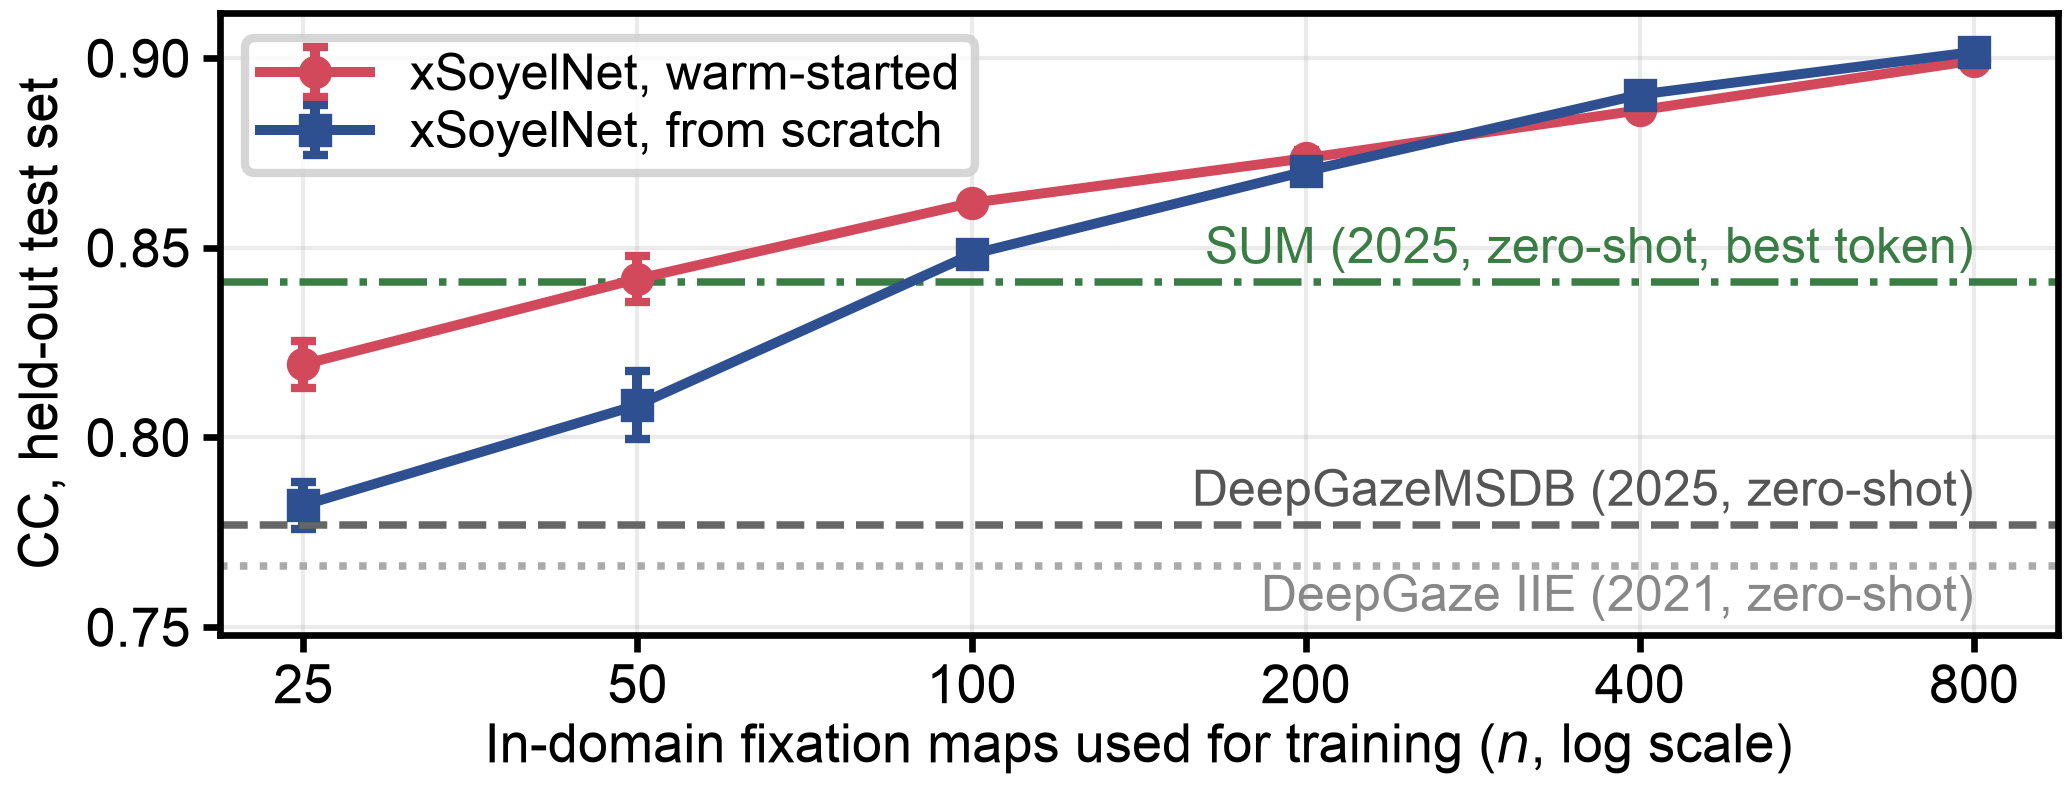 CC, held-out test set
0.90
0.85
0.80
0.75
xSoyelNet, warm-started
xSoyelNet, from scratch
SUM (2025, zero-shot, best token)
DeepGazeMSDB (2025, zero-shot)
DeepGaze IIE (2021, zero-shot)
25 50 100 200 400 800
In-domain fixation maps used for training (n, log scale)